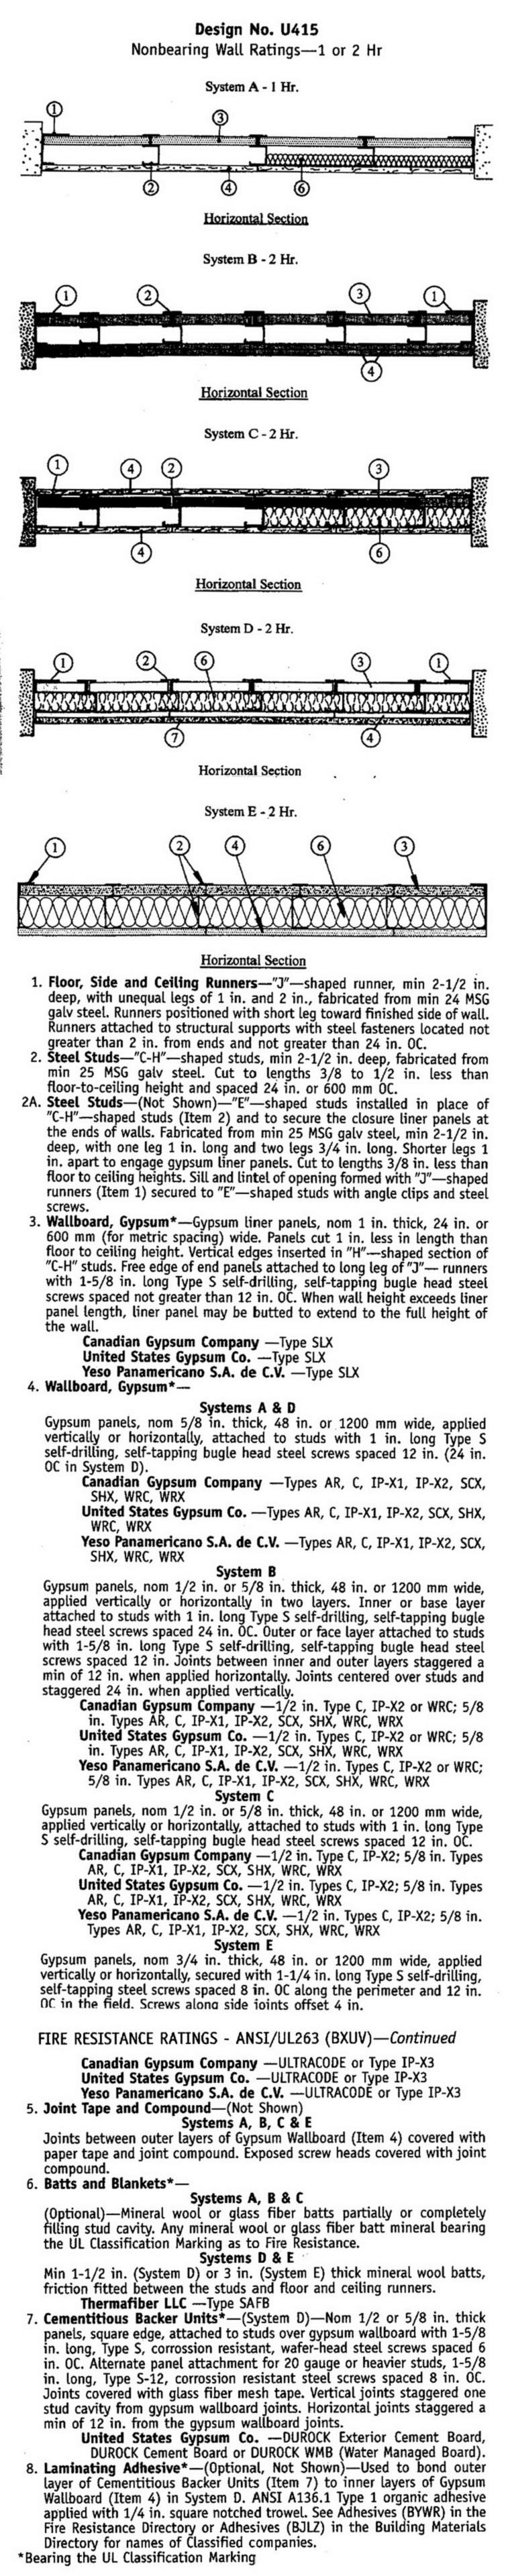 Design No. U415
Nonbearing Wall Ratings—1 or 2 Hr
System A - 1 Hr.
1
3
2
4
6
Horizontal Section
System B - 2 Hr.
1
2
3
1
4
Horizontal Section
System C - 2 Hr.
1
4
2
3
4
6
Horizontal Section
System D - 2 Hr.
1
2
6
3
1
7
4
Horizontal Section
System E - 2 Hr.
1
2
4
6
3
Horizontal Section
1. Floor, Side and Ceiling Runners—"J"—shaped runner, min 2-1/2 in.
deep, with unequal legs of 1 in. and 2 in., fabricated from min 24 MSG
galv steel. Runners positioned with short leg toward finished side of wall.
Runners attached to structural supports with steel fasteners located not
greater than 2 in. from ends and not greater than 24 in. OC.
2. Steel Studs—"C-H"—shaped studs, min 2-1/2 in. deep, fabricated from
min 25 MSG galv steel. Cut to lengths 3/8 to 1/2 in. less than
floor-to-ceiling height and spaced 24 in. or 600 mm OC.
2A. Steel Studs—(Not Shown)—"E"—shaped studs installed in place of
"C-H"—shaped studs (Item 2) and to secure the closure liner panels at
the ends of walls. Fabricated from min 25 MSG galv steel, min 2-1/2 in.
deep, with one leg 1 in. long and two legs 3/4 in. long. Shorter legs 1
in. apart to engage gypsum liner panels. Cut to lengths 3/8 in. less than
floor to ceiling heights. Sill and lintel of opening formed with "J"—shaped
runners (Item 1) secured to "E"—shaped studs with angle clips and steel
screws.
3. Wallboard, Gypsum*—Gypsum liner panels, nom 1 in. thick, 24 in. or
600 mm (for metric spacing) wide. Panels cut 1 in. less in length than
floor to ceiling height. Vertical edges inserted in "H"—shaped section of
"C-H" studs. Free edge of end panels attached to long leg of "J"— runners
with 1-5/8 in. long Type S self-drilling, self-tapping bugle head steel
screws spaced not greater than 12 in. OC. When wall height exceeds liner
panel length, liner panel may be butted to extend to the full height of
the wall.
Canadian Gypsum Company —Type SLX
United States Gypsum Co. —Type SLX
Yeso Panamericano S.A. de C.V. —Type SLX
4. Wallboard, Gypsum*—
Systems A & D
Gypsum panels, nom 5/8 in. thick, 48 in. or 1200 mm wide, applied
vertically or horizontally, attached to studs with 1 in. long Type S
self-drilling, self-tapping bugle head steel screws spaced 12 in. (24 in.
OC in System D).
Canadian Gypsum Company —Types AR, C, IP-X1, IP-X2, SCX,
SHX, WRC, WRX
United States Gypsum Co. —Types AR, C, IP-X1, IP-X2, SCX, SHX,
WRC, WRX
Yeso Panamericano S.A. de C.V. —Types AR, C, IP-X1, IP-X2, SCX,
SHX, WRC, WRX
System B
Gypsum panels, nom 1/2 in. or 5/8 in. thick, 48 in. or 1200 mm wide,
applied vertically or horizontally in two layers. Inner or base layer
attached to studs with 1 in. long Type S self-drilling, self-tapping bugle
head steel screws spaced 24 in. OC. Outer or face layer attached to studs
with 1-5/8 in. long Type S self-drilling, self-tapping bugle head steel
screws spaced 12 in. Joints between inner and outer layers staggered a
min of 12 in. when applied horizontally. Joints centered over studs and
staggered 24 in. when applied vertically.
Canadian Gypsum Company —1/2 in. Type C, IP-X2 or WRC; 5/8
in. Types AR, C, IP-X1, IP-X2, SCX, SHX, WRC, WRX
United States Gypsum Co. —1/2 in. Types C, IP-X2 or WRC; 5/8
in. Types AR, C, IP-X1, IP-X2, SCX, SHX, WRC, WRX
Yeso Panamericano S.A. de C.V. —1/2 in. Types C, IP-X2 or WRC;
5/8 in. Types AR, C, IP-X1, IP-X2, SCX, SHX, WRC, WRX
System C
Gypsum panels, nom 1/2 in. or 5/8 in. thick, 48 in. or 1200 mm wide,
applied vertically or horizontally, attached to studs with 1 in. long Type
S self-drilling, self-tapping bugle head steel screws spaced 12 in. OC.
Canadian Gypsum Company —1/2 in. Type C, IP-X2; 5/8 in. Types
AR, C, IP-X1, IP-X2, SCX, SHX, WRC, WRX
United States Gypsum Co. —1/2 in. Types C, IP-X2; 5/8 in. Types
AR, C, IP-X1, IP-X2, SCX, SHX, WRC, WRX
Yeso Panamericano S.A. de C.V. —1/2 in. Types C, IP-X2; 5/8 in.
Types AR, C, IP-X1, IP-X2, SCX, SHX, WRC, WRX
System E
Gypsum panels, nom 3/4 in. thick, 48 in. or 1200 mm wide, applied
vertically or horizontally, secured with 1-1/4 in. long Type S self-drilling,
self-tapping steel screws spaced 8 in. OC along the perimeter and 12 in.
OC in the field. Screws along side joints offset 4 in.
FIRE RESISTANCE RATINGS - ANSI/UL263 (BXUV)—Continued
Canadian Gypsum Company —ULTRACODE or Type IP-X3
United States Gypsum Co. —ULTRACODE or Type IP-X3
Yeso Panamericano S.A. de C.V. —ULTRACODE or Type IP-X3
5. Joint Tape and Compound—(Not Shown)
Systems A, B, C & E
Joints between outer layers of Gypsum Wallboard (Item 4) covered with
paper tape and joint compound. Exposed screw heads covered with joint
compound.
6. Batts and Blankets*—
Systems A, B & C
(Optional)—Mineral wool or glass fiber batts partially or completely
filling stud cavity. Any mineral wool or glass fiber batt mineral bearing
the UL Classification Marking as to Fire Resistance.
Systems D & E
Min 1-1/2 in. (System D) or 3 in. (System E) thick mineral wool batts,
friction fitted between the studs and floor and ceiling runners.
Thermafiber LLC —Type SAFB
7. Cementitious Backer Units*—(System D)—Nom 1/2 or 5/8 in. thick
panels, square edge, attached to studs over gypsum wallboard with 1-5/8
in. long, Type S, corrossion resistant, wafer-head steel screws spaced 6
in. OC. Alternate panel attachment for 20 gauge or heavier studs, 1-5/8
in. long, Type S-12, corrossion resistant steel screws spaced 8 in. OC.
Joints covered with glass fiber mesh tape. Vertical joints staggered one
stud cavity from gypsum wallboard joints. Horizontal joints staggered a
min of 12 in. from the gypsum wallboard joints.
United States Gypsum Co. —DUROCK Exterior Cement Board,
DUROCK Cement Board or DUROCK WMB (Water Managed Board).
8. Laminating Adhesive*—(Optional, Not Shown)—Used to bond outer
layer of Cementitious Backer Units (Item 7) to inner layers of Gypsum
Wallboard (Item 4) in System D. ANSI A136.1 Type 1 organic adhesive
applied with 1/4 in. square notched trowel. See Adhesives (BYWR) in the
Fire Resistance Directory or Adhesives (BJLZ) in the Building Materials
Directory for names of Classified companies.
*Bearing the UL Classification Marking